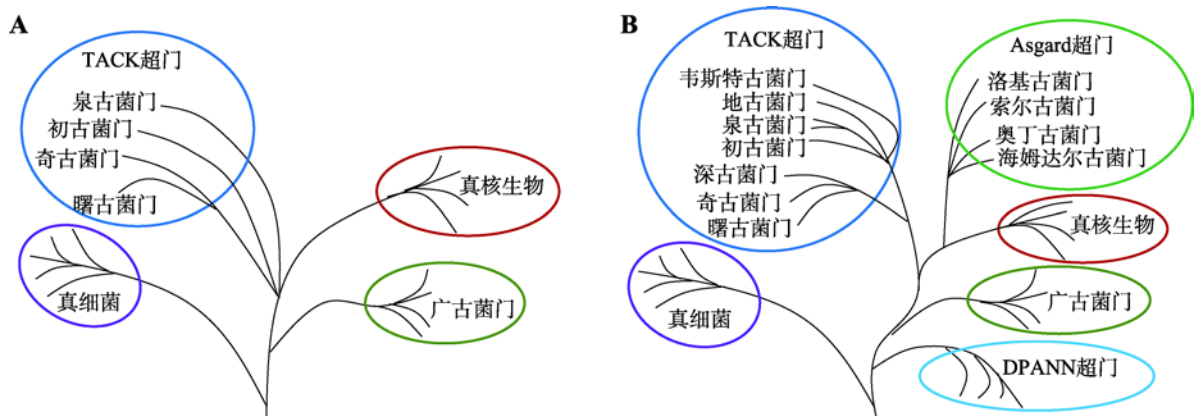 A
TACK超门
泉古菌门
初古菌门
奇古菌门
曙古菌门
真细菌
真核生物
广古菌门
B
TACK超门
韦斯特古菌门
地古菌门
泉古菌门
初古菌门
深古菌门
奇古菌门
曙古菌门
真细菌
Asgard超门
洛基古菌门
索尔古菌门
奥丁古菌门
海姆达尔古菌门
真核生物
广古菌门
DPANN超门